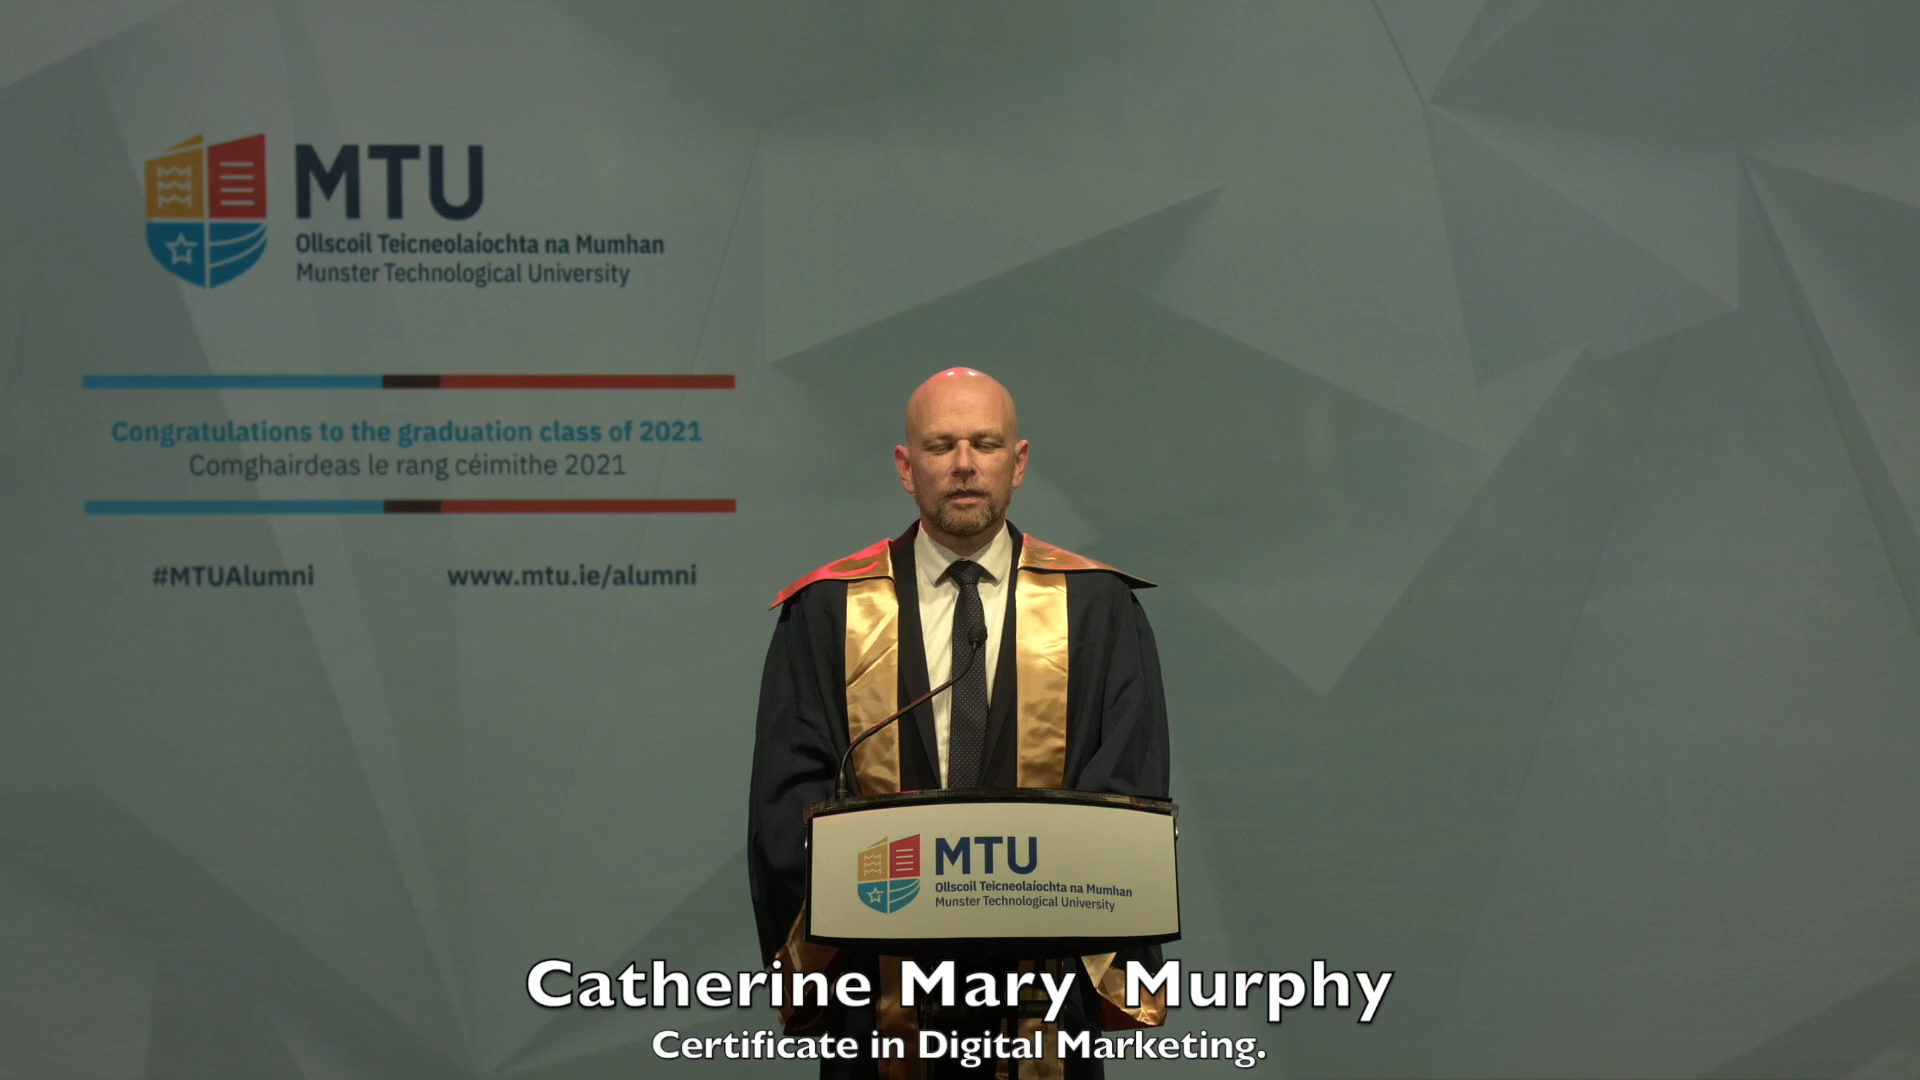 MTU
Ollscoil Teicneolaíochta na Mumhan
Munster Technological University
Congratulations to the graduation class of 2021
Comghairdeas le rang céimithe 2021
#MTUAlumni www.mtu.ie/alumni
MTU
Ollscoil Teicneolaíochta na Mumhan
Munster Technological University
Catherine Mary Murphy
Certificate in Digital Marketing.